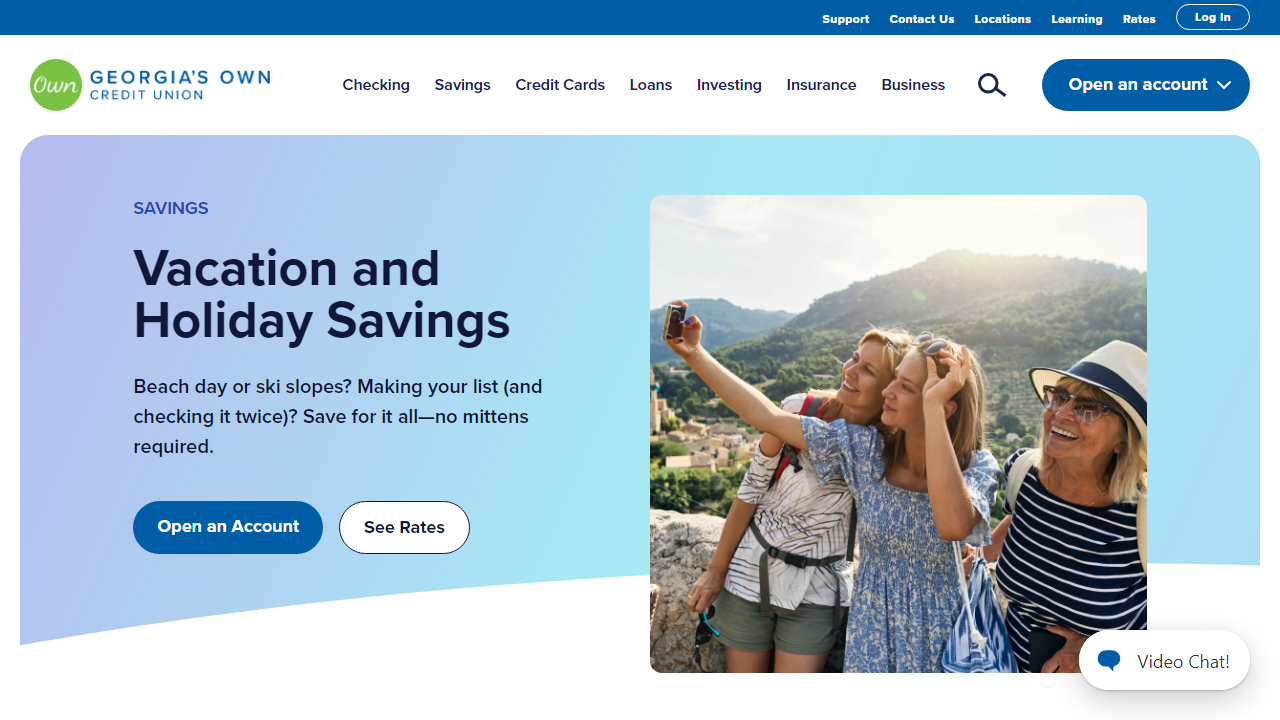 Support Contact Us Locations Learning Rates Log In
Own GEORGIA'S OWN
CREDIT UNION
Checking Savings Credit Cards Loans Investing Insurance Business Open an account
SAVINGS
Vacation and
Holiday Savings
Beach day or ski slopes? Making your list (and
checking it twice)? Save for it all—no mittens
required.
Open an Account See Rates
Video Chat!